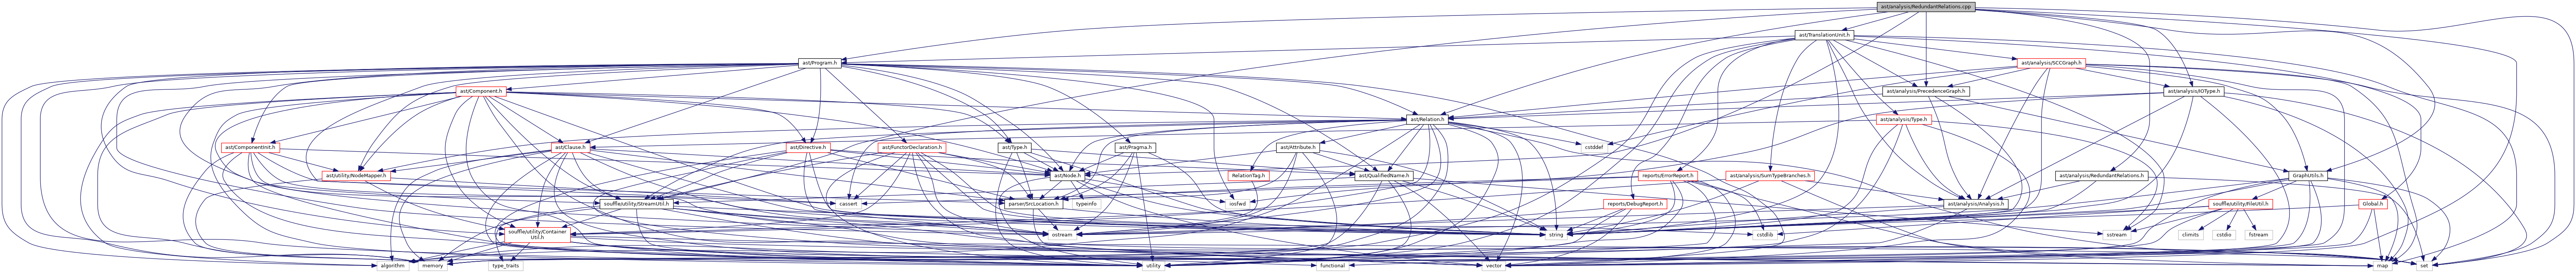 ast/analysis/RedundantRelations.cpp
ast/TranslationUnit.h
ast/Program.h
ast/analysis/SCCGraph.h
ast/Component.h
ast/analysis/PrecedenceGraph.h
ast/analysis/IOType.h
ast/Relation.h
ast/analysis/Type.h
ast/ComponentInit.h
ast/Clause.h
ast/Directive.h
ast/FunctorDeclaration.h
ast/Type.h
ast/Pragma.h
ast/Attribute.h
cstddef
ast/utility/NodeMapper.h
ast/Node.h
RelationTag.h
ast/QualifiedName.h
reports/ErrorReport.h
ast/analysis/SumTypeBranches.h
ast/analysis/RedundantRelations.h
GraphUtils.h
souffle/utility/StreamUtil.h
cassert
parser/SrcLocation.h
typeinfo
iosfwd
reports/DebugReport.h
ast/analysis/Analysis.h
souffle/utility/FileUtil.h
Global.h
souffle/utility/Container
Util.h
ostream
string
cstdlib
sstream
climits
cstdio
fstream
algorithm
memory
type_traits
utility
functional
vector
map
set